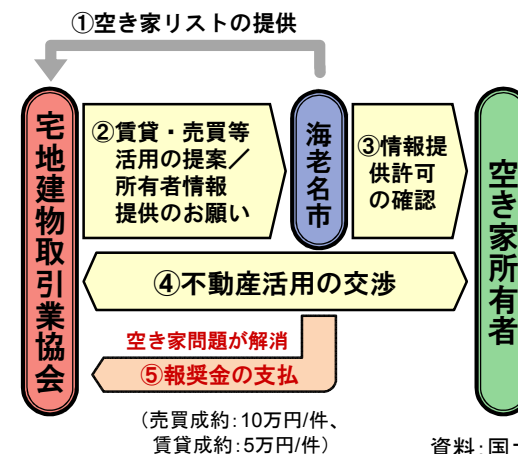 ①空き家リストの提供
宅地建物取引業協会
②賃貸・売買等
活用の提案／
所有者情報
提供のお願い
海老名市
③情報提
供許可
の確認
空き家所有者
④不動産活用の交渉
空き家問題が解消
⑤報奨金の支払
（売買成約：10万円/件、
賃貸成約：5万円/件）
資料：国